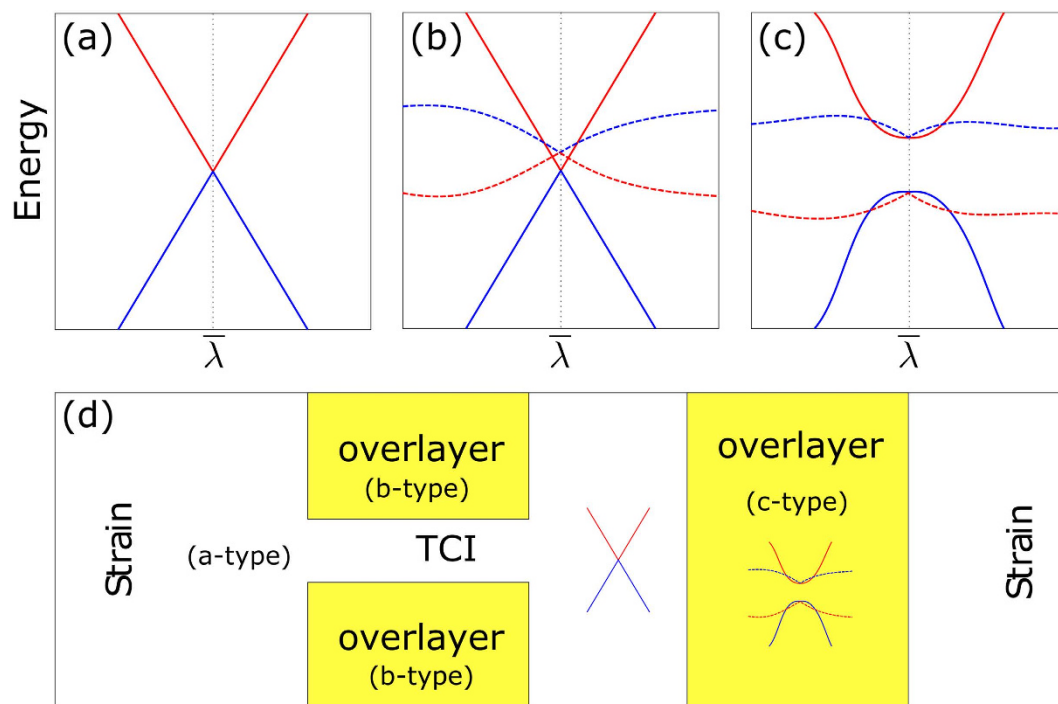 (a)
(b)
(c)
Energy
λ̄
λ̄
λ̄
(d)
Strain
(a-type)
overlayer
(b-type)
TCI
overlayer
(b-type)
overlayer
(c-type)
Strain